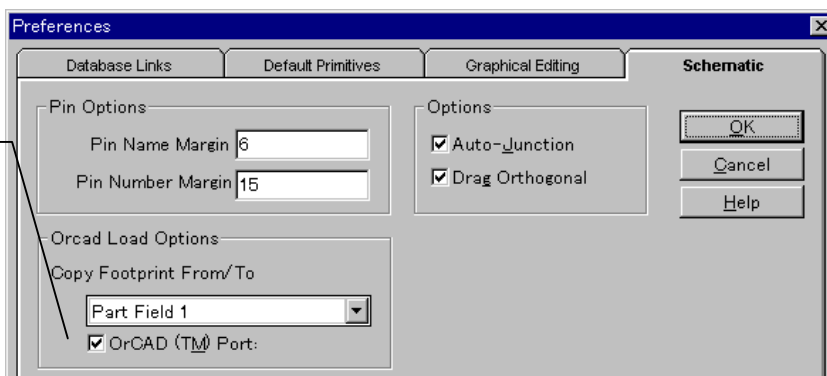 Preferences
Database Links
Default Primitives
Graphical Editing
Schematic
Pin Options
Pin Name Margin 6
Pin Number Margin 15
Options
Auto-Junction
Drag Orthogonal
OK
Cancel
Help
Orcad Load Options
Copy Footprint From/To
Part Field 1
OrCAD (TM) Port: